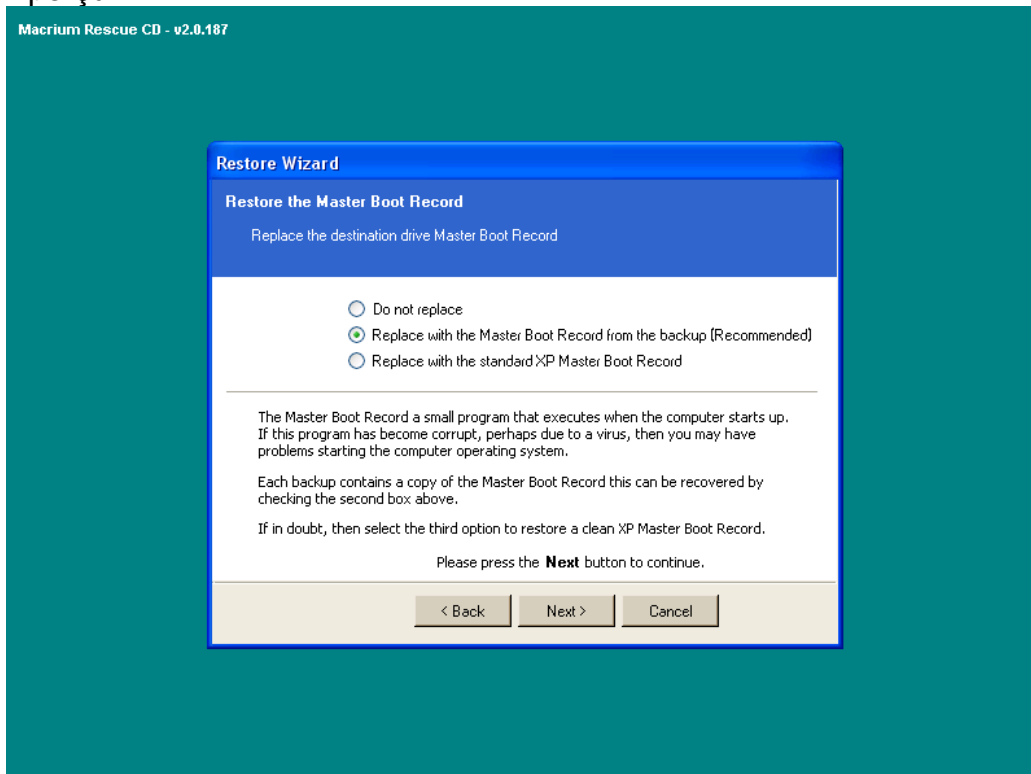 Macrium Rescue CD - v2.0.187
Restore Wizard
Restore the Master Boot Record
Replace the destination drive Master Boot Record
Do not replace
Replace with the Master Boot Record from the backup (Recommended)
Replace with the standard XP Master Boot Record
The Master Boot Record a small program that executes when the computer starts up.
If this program has become corrupt, perhaps due to a virus, then you may have
problems starting the computer operating system.
Each backup contains a copy of the Master Boot Record this can be recovered by
checking the second box above.
If in doubt, then select the third option to restore a clean XP Master Boot Record.
Please press the Next button to continue.
< Back
Next >
Cancel